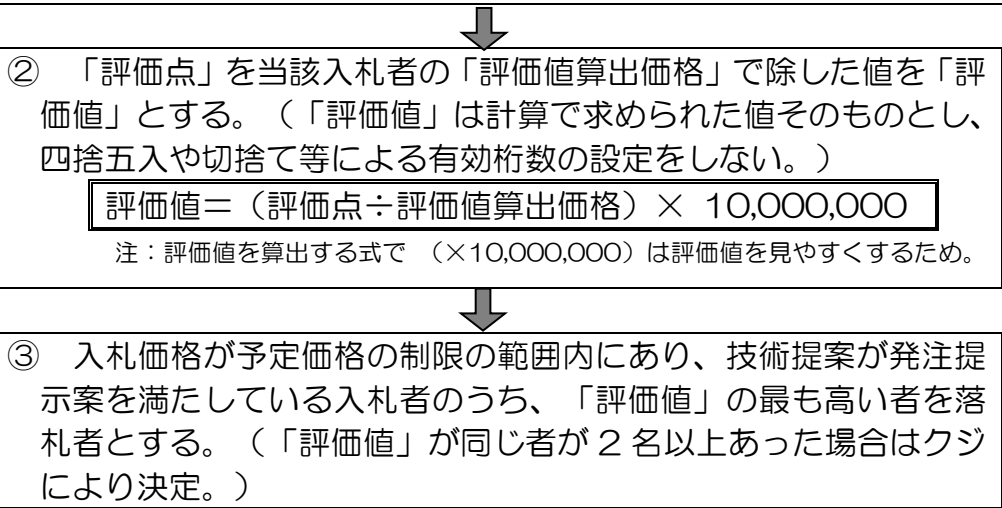 ②　「評価点」を当該入札者の「評価値算出価格」で除した値を「評
価値」とする。（「評価値」は計算で求められた値そのものとし、
四捨五入や切捨て等による有効桁数の設定をしない。）
評価値＝（評価点÷評価値算出価格）× 10,000,000
注：評価値を算出する式で （×10,000,000）は評価値を見やすくするため。
③　入札価格が予定価格の制限の範囲内にあり、技術提案が発注提
示案を満たしている入札者のうち、「評価値」の最も高い者を落
札者とする。（「評価値」が同じ者が２名以上あった場合はクジ
により決定。）